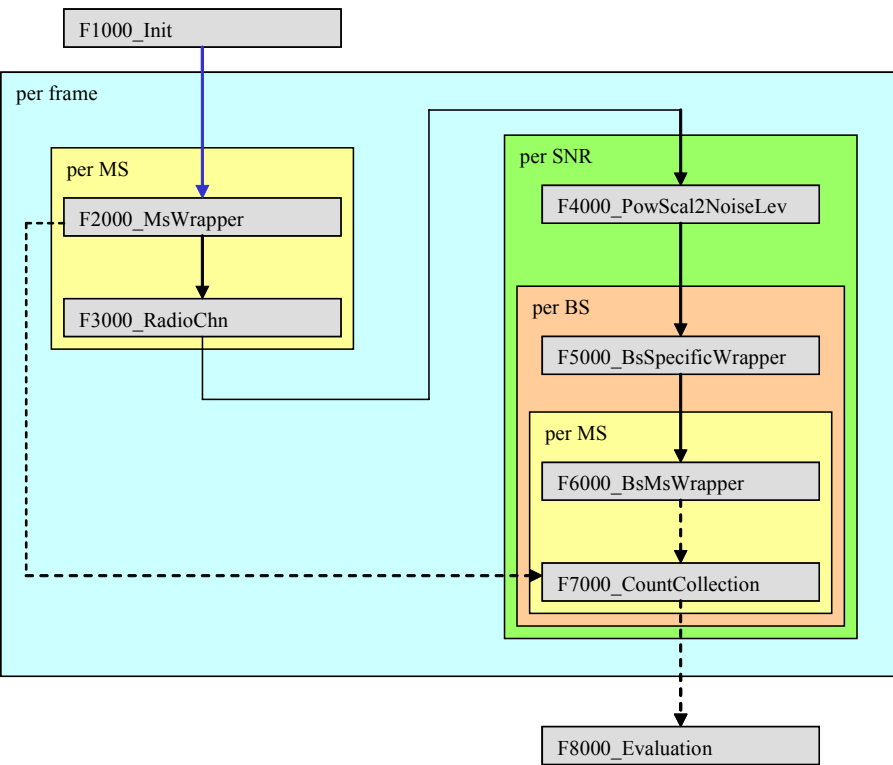 F1000_Init
per frame
per MS
F2000_MsWrapper
F3000_RadioChn
per SNR
F4000_PowScal2NoiseLev
per BS
F5000_BsSpecificWrapper
per MS
F6000_BsMsWrapper
F7000_CountCollection
F8000_Evaluation